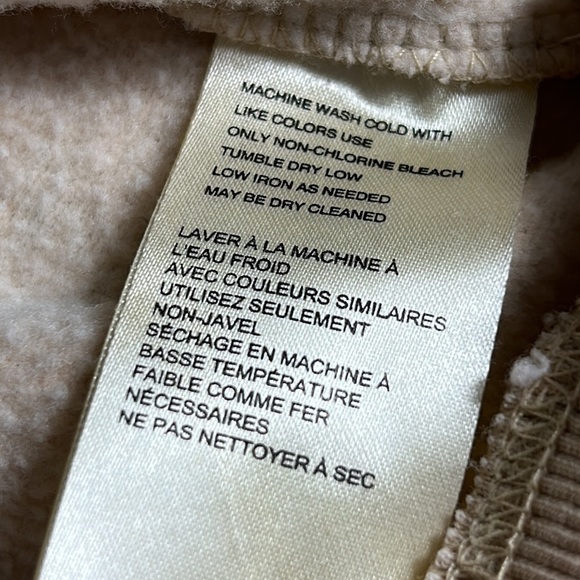 MACHINE WASH COLD WITH
LIKE COLORS USE
ONLY NON-CHLORINE BLEACH
TUMBLE DRY LOW
LOW IRON AS NEEDED
MAY BE DRY CLEANED
LAVER À LA MACHINE À
L'EAU FROID
AVEC COULEURS SIMILAIRES
UTILISEZ SEULEMENT
NON-JAVEL
SÉCHAGE EN MACHINE À
BASSE TEMPÉRATURE
FAIBLE COMME FER
NÉCESSAIRES
NE PAS NETTOYER À SEC